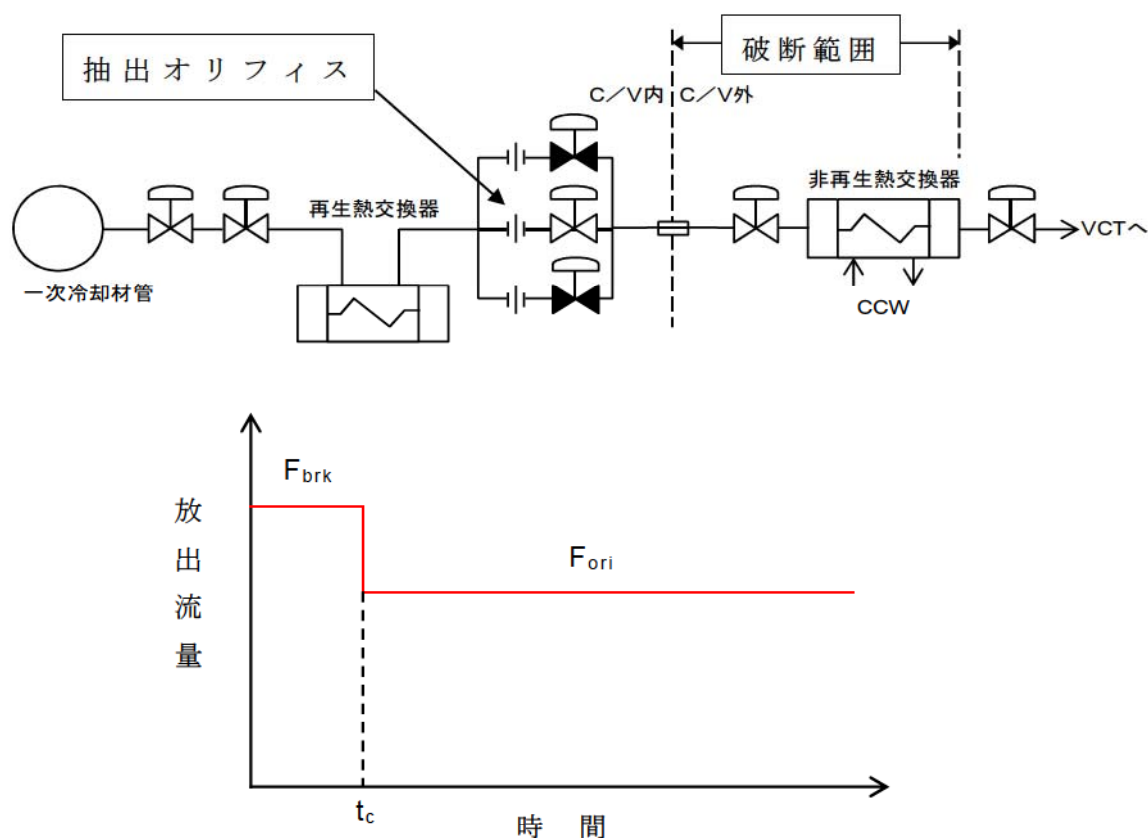 破断範囲
抽出オリフィス
C/V内
C/V外
再生熱交換器
非再生熱交換器
VCTへ
一次冷却材管
CCW
Fbrk
放出流量
Fori
tc
時間